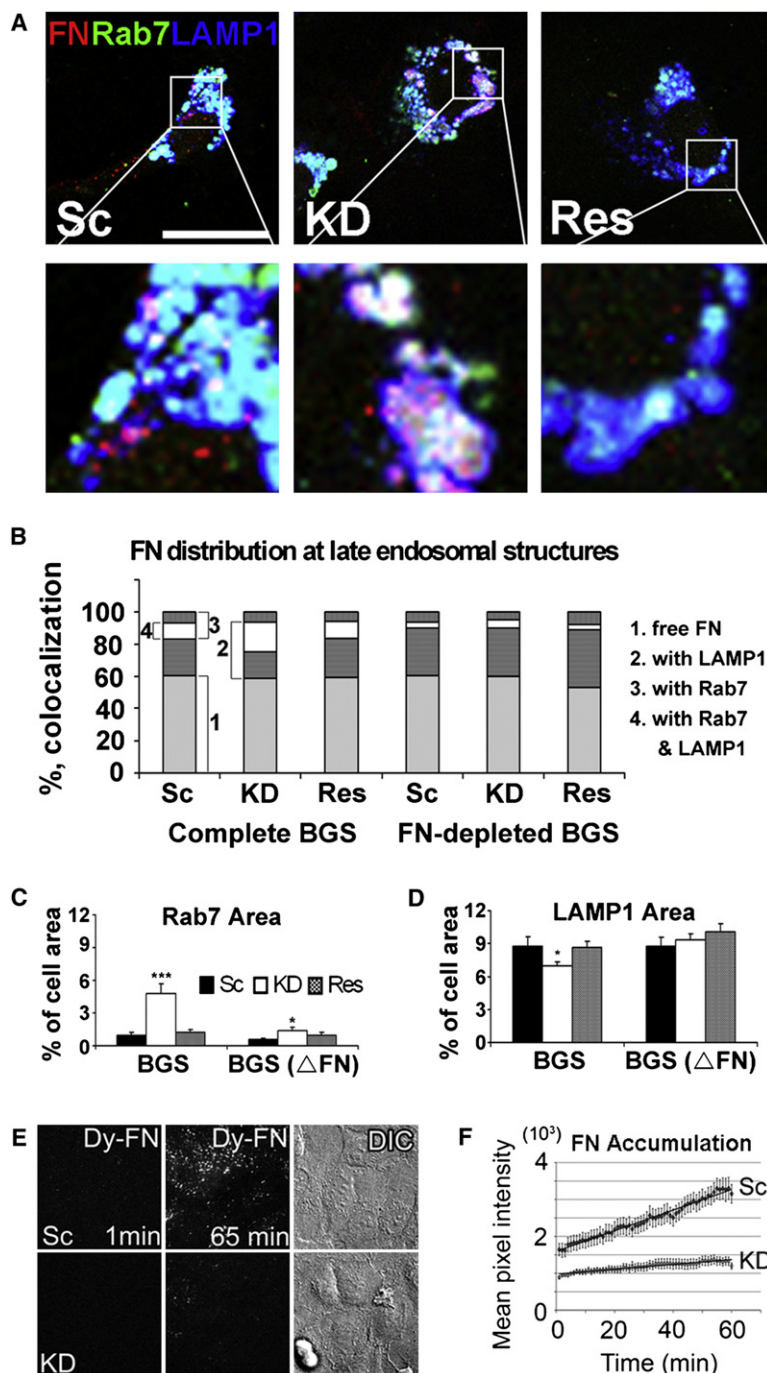 A
FNRab7LAMP1
Sc
KD
Res
B
FN distribution at late endosomal structures
%, colocalization
100
80
60
40
20
0
4
3
2
1
1. free FN
2. with LAMP1
3. with Rab7
4. with Rab7
& LAMP1
Sc KD Res Sc KD Res
Complete BGS FN-depleted BGS
C
Rab7 Area
% of cell area
12
9
6
3
0
***
*
Sc KD Res
BGS BGS (△FN)
D
LAMP1 Area
% of cell area
12
9
6
3
0
*
BGS BGS (△FN)
E
Dy-FN Dy-FN DIC
Sc 1min 65 min
KD
F
(10³) FN Accumulation
Mean pixel intensity
4
3
2
1
0
Sc
KD
0 20 40 60
Time (min)